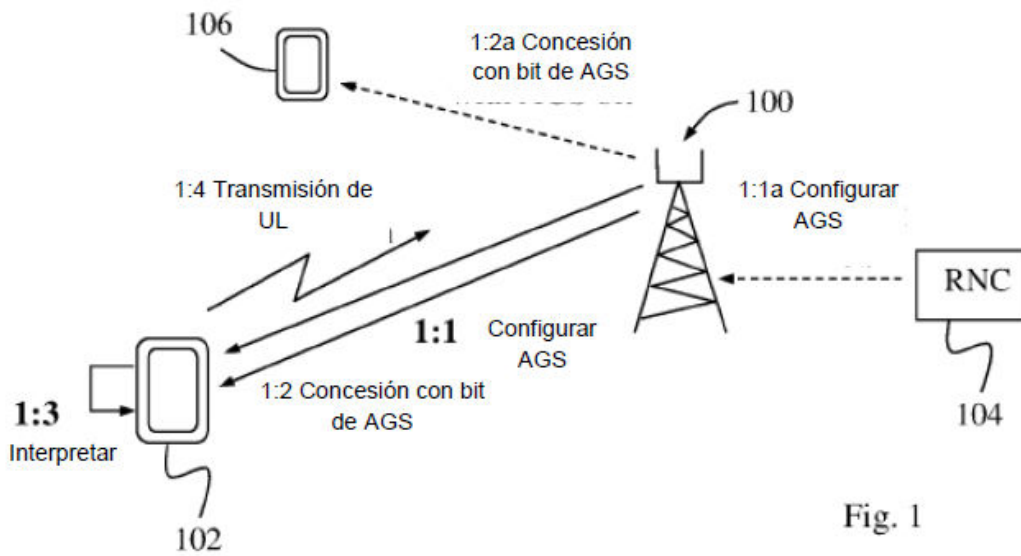 106
1:2a Concesión
con bit de AGS
100
1:4 Transmisión de
UL
1:1a Configurar
AGS
RNC
1:1 Configurar
AGS
104
1:2 Concesión con bit
de AGS
1:3
Interpretar
102
Fig. 1